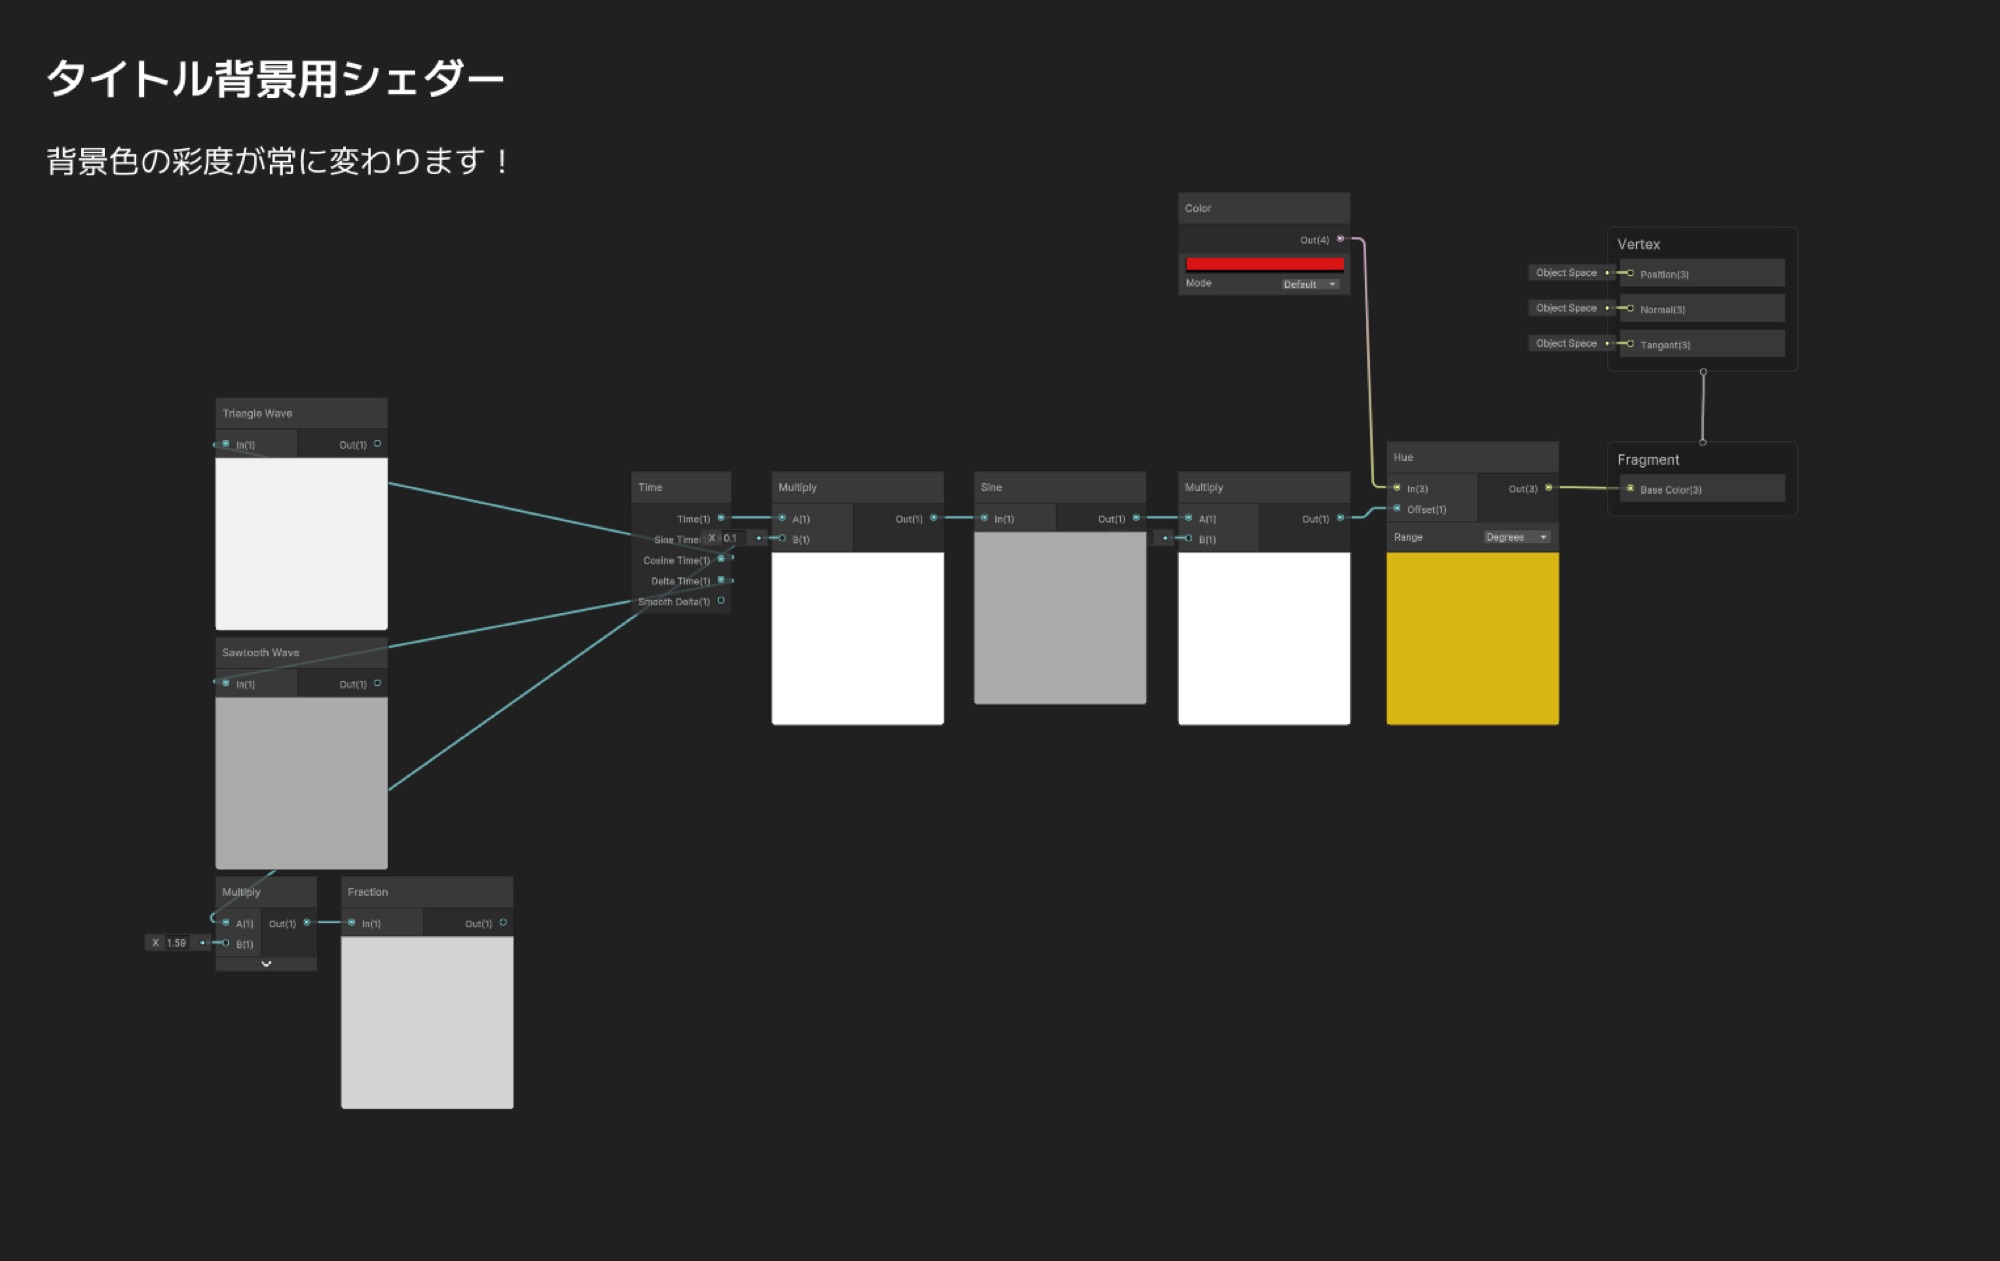 タイトル背景用シェダー
背景色の彩度が常に変わります！
Color
Out(4)
Mode Default
Vertex
Object Space Position(3)
Object Space Normal(3)
Object Space Tangent(3)
Triangle Wave
In(1) Out(1)
Fragment
Base Color(3)
Hue
In(3) Out(3)
Offset(1)
Range Degrees
Time
Time(1)
Sine Time
Cosine Time(1)
Delta Time(1)
Smooth Delta(1)
Multiply
A(1) Out(1)
X 0.1 B(1)
Sine
In(1) Out(1)
Multiply
A(1) Out(1)
B(1)
Sawtooth Wave
In(1) Out(1)
Multiply
A(1) Out(1)
X 1.59 B(1)
Fraction
In(1) Out(1)